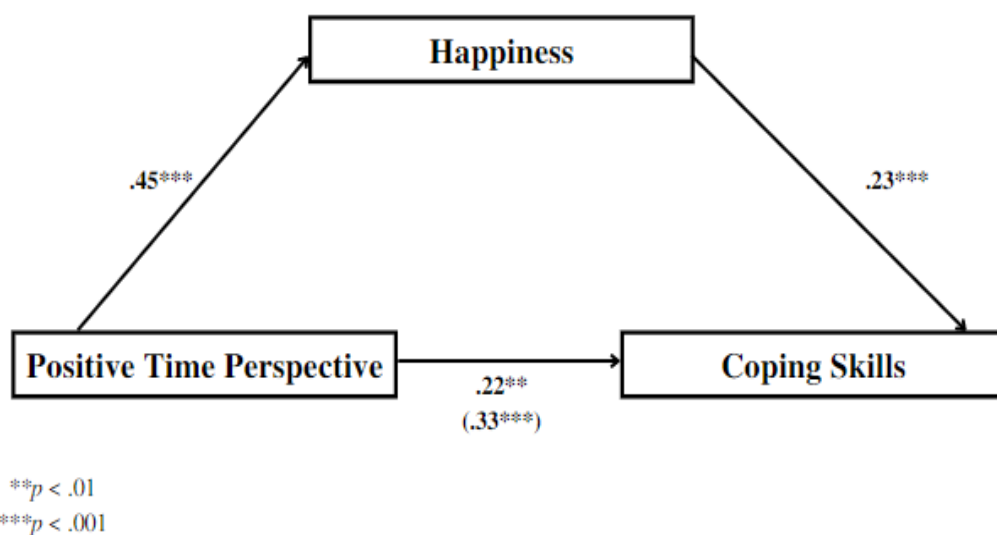 Happiness
.45***
.23***
Positive Time Perspective
Coping Skills
.22**
(.33***)
**p < .01
***p < .001